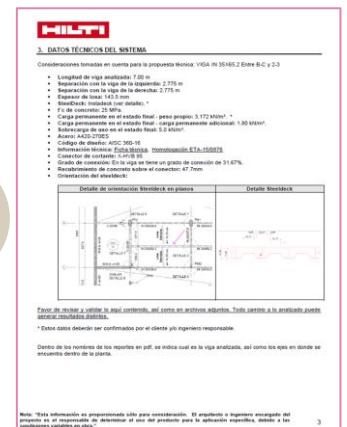 HILTI
3. DATOS TÉCNICOS DEL SISTEMA
Consideraciones tomadas en cuenta para la propuesta técnica: VIGA IN 35X65.2 Entre B-C y 2-3
Longitud de viga analizada: 7.00 m
Separación con la viga de la izquierda: 2.775 m
Separación con la viga de la derecha: 2.775 m
Espesor de losa: 143.5 mm
SteelDeck: Instadeck (ver detalle). *
f'c de concreto: 25 MPa.
Carga permanente en el estado final - peso propio: 3.172 kN/m². *
Carga permanente en el estado final - carga permanente adicional: 1.80 kN/m².
Sobrecarga de uso en el estado final: 5.0 kN/m².
Acero: A420-270ES
Código de diseño: AISC 360-16
Información técnica: Ficha técnica, Homologación ETA-15/0876
Conector de cortante: X-HVB 95
Grado de conexión: En la viga se tiene un grado de conexión de 31.67%.
Recubrimiento de concreto sobre el conector: 47.7mm
Orientación del steeldeck:
Detalle de orientación Steeldeck en planos
Detalle Steeldeck
Favor de revisar y validar lo aquí contenido, así como en archivos adjuntos. Todo cambio a lo analizado puede
generar resultados distintos.
* Estos datos deberán ser confirmados por el cliente y/o ingeniero responsable.
Dentro de los nombres de los reportes en pdf, se indica cual es la viga analizada, así como los ejes en donde se
encuentra dentro de la planta.
Nota: "Esta información es proporcionada sólo para consideración. El arquitecto o ingeniero encargado del
proyecto es el responsable de determinar el uso del producto para la aplicación específica, debido a las
condiciones variables en obra."
3